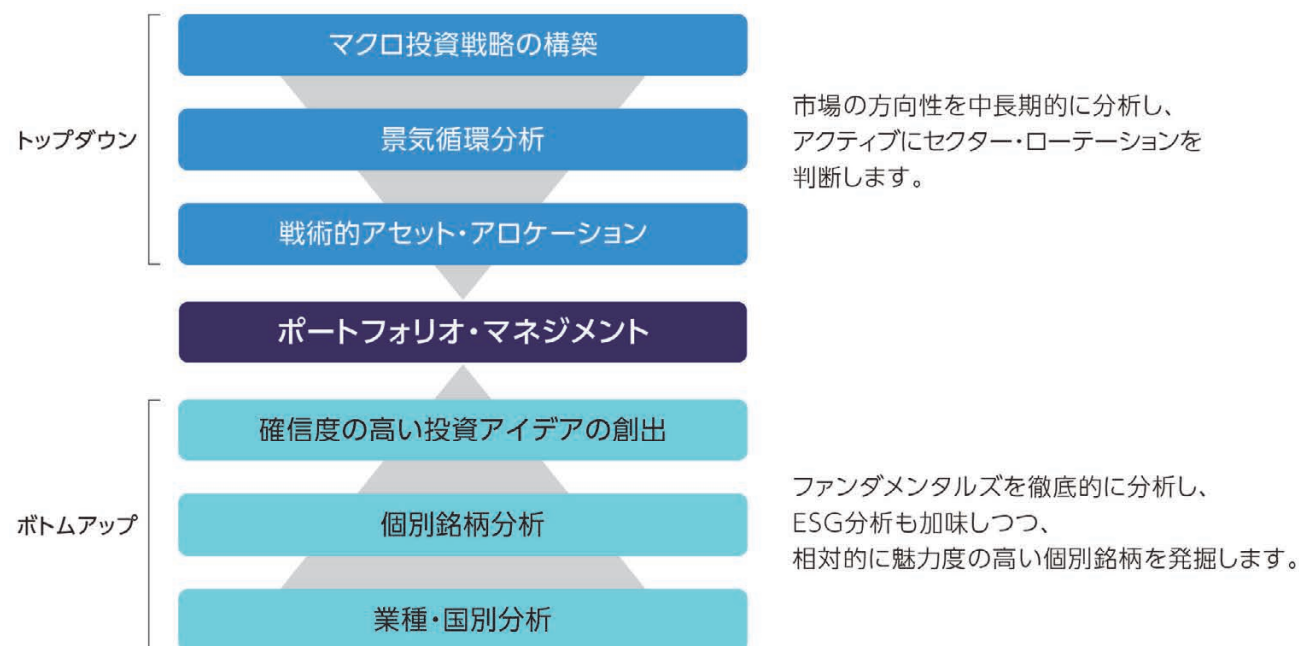 マクロ投資戦略の構築
トップダウン
景気循環分析
戦術的アセット・アロケーション
市場の方向性を中長期的に分析し、
アクティブにセクター・ローテーションを
判断します。
ポートフォリオ・マネジメント
確信度の高い投資アイデアの創出
ボトムアップ
個別銘柄分析
業種・国別分析
ファンダメンタルズを徹底的に分析し、
ESG分析も加味しつつ、
相対的に魅力度の高い個別銘柄を発掘します。